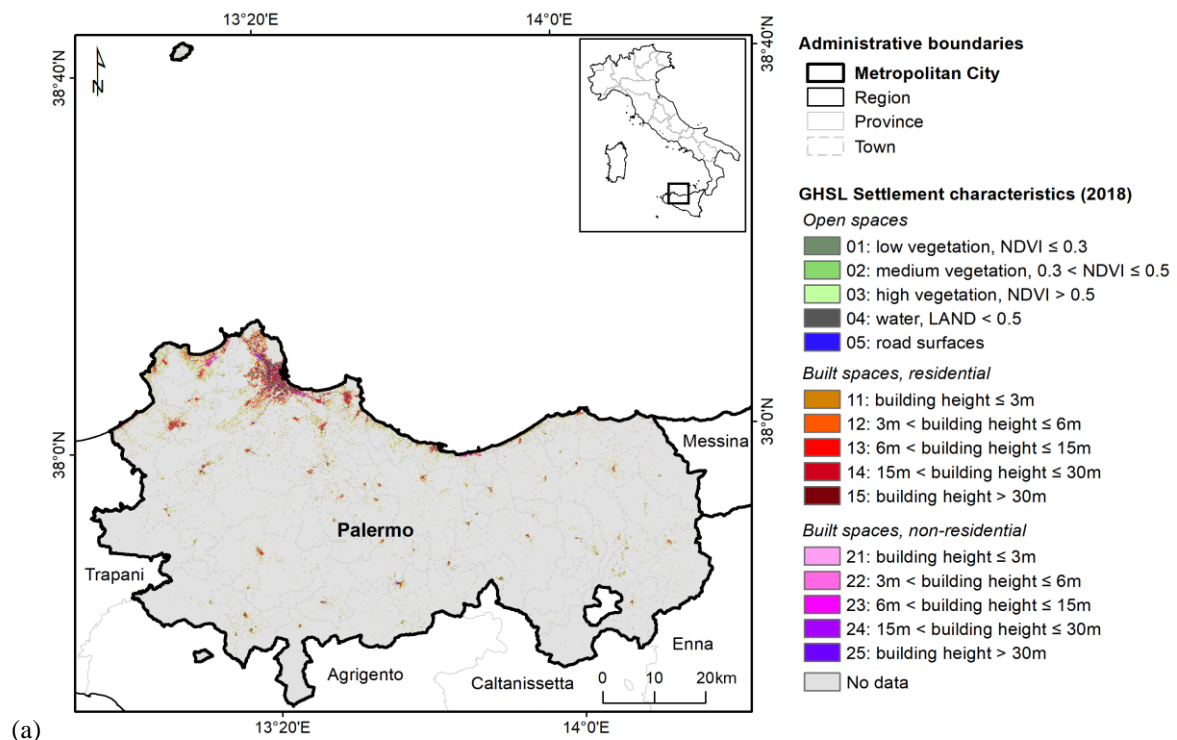 13°20'E
14°0'E
38°40'N
38°40'N
N
38°0'N
38°0'N
Messina
Palermo
Trapani
Enna
Agrigento
Caltanissetta
0 10 20km
13°20'E
14°0'E
(a)
Administrative boundaries
Metropolitan City
Region
Province
Town
GHSL Settlement characteristics (2018)
Open spaces
01: low vegetation, NDVI ≤ 0.3
02: medium vegetation, 0.3 < NDVI ≤ 0.5
03: high vegetation, NDVI > 0.5
04: water, LAND < 0.5
05: road surfaces
Built spaces, residential
11: building height ≤ 3m
12: 3m < building height ≤ 6m
13: 6m < building height ≤ 15m
14: 15m < building height ≤ 30m
15: building height > 30m
Built spaces, non-residential
21: building height ≤ 3m
22: 3m < building height ≤ 6m
23: 6m < building height ≤ 15m
24: 15m < building height ≤ 30m
25: building height > 30m
No data